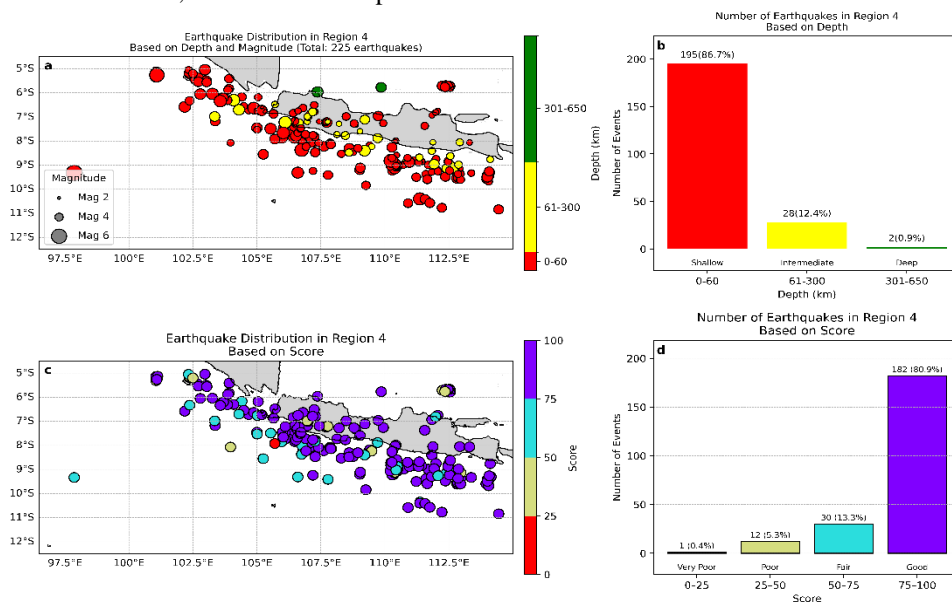 Earthquake Distribution in Region 4
Based on Depth and Magnitude (Total: 225 earthquakes)
a
5°S
6°S
7°S
8°S
9°S
10°S
11°S
12°S
Magnitude
Mag 2
Mag 4
Mag 6
97.5°E
100°E
102.5°E
105°E
107.5°E
110°E
112.5°E
301-650
61-300
0-60
Depth (km)
Number of Earthquakes in Region 4
Based on Depth
b
200
150
100
50
0
Number of Events
195(86.7%)
28(12.4%)
2(0.9%)
Shallow
Intermediate
Deep
0-60
61-300
301-650
Depth (km)
Earthquake Distribution in Region 4
Based on Score
c
5°S
6°S
7°S
8°S
9°S
10°S
11°S
12°S
97.5°E
100°E
102.5°E
105°E
107.5°E
110°E
112.5°E
100
75
50
25
0
Score
Number of Earthquakes in Region 4
Based on Score
d
200
150
100
50
0
Number of Events
1 (0.4%)
12 (5.3%)
30 (13.3%)
182 (80.9%)
Very Poor
Poor
Fair
Good
0–25
25–50
50–75
75–100
Score